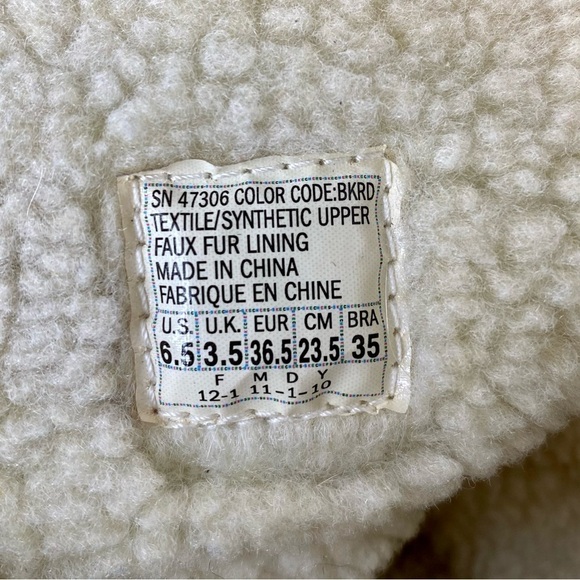 SN 47306 COLOR CODE:BKRD
TEXTILE/SYNTHETIC UPPER
FAUX FUR LINING
MADE IN CHINA
FABRIQUE EN CHINE
U.S. U.K. EUR CM BRA
6.5 3.5 36.5 23.5 35
F M D Y
12-1 11-1-10